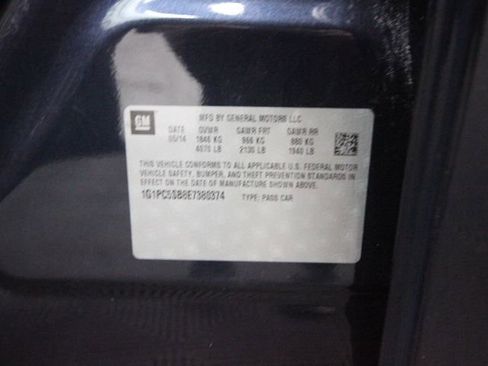 GM
MFG BY GENERAL MOTORS LLC
DATE GVWR GAWR FRT GAWR RR
05/14 1846 KG 966 KG 880 KG
4070 LB 2130 LB 1940 LB
THIS VEHICLE CONFORMS TO ALL APPLICABLE U.S. FEDERAL MOTOR
VEHICLE SAFETY, BUMPER, AND THEFT PREVENTION STANDARDS IN
EFFECT ON THE DATE OF MANUFACTURE SHOWN ABOVE.
1G1PC5SB8E7380374 TYPE: PASS CAR